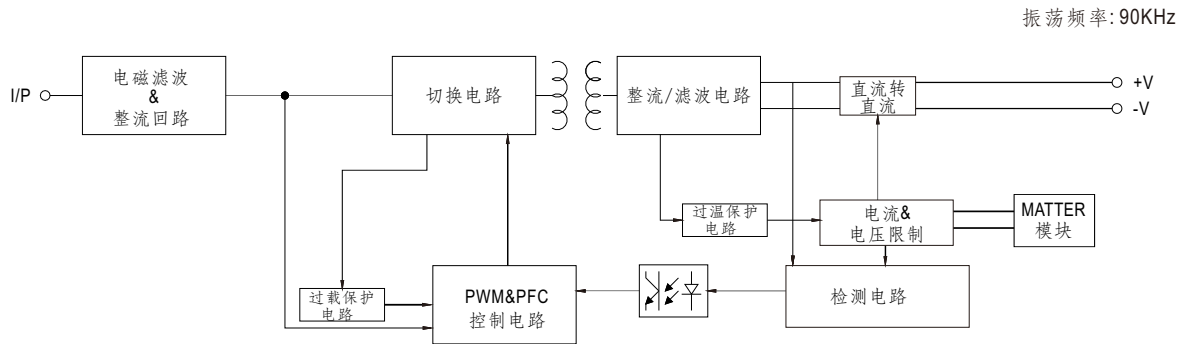 振荡频率: 90KHz
I/P
电磁滤波
&
整流回路
切换电路
整流/滤波电路
直流转
直流
+V
-V
过温保护
电路
电流&
电压限制
MATTER
模块
过载保护
电路
PWM&PFC
控制电路
检测电路